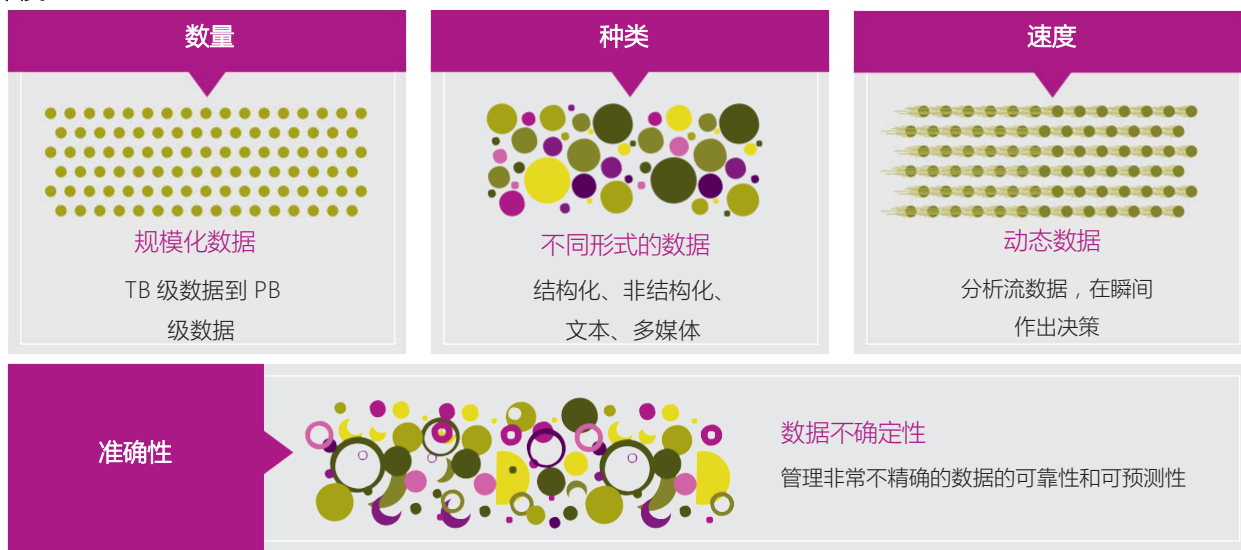 数量
规模化数据
TB 级数据到 PB
级数据
种类
不同形式的数据
结构化、非结构化、
文本、多媒体
速度
动态数据
分析流数据，在瞬间
作出决策
准确性
数据不确定性
管理非常不精确的数据的可靠性和可预测性